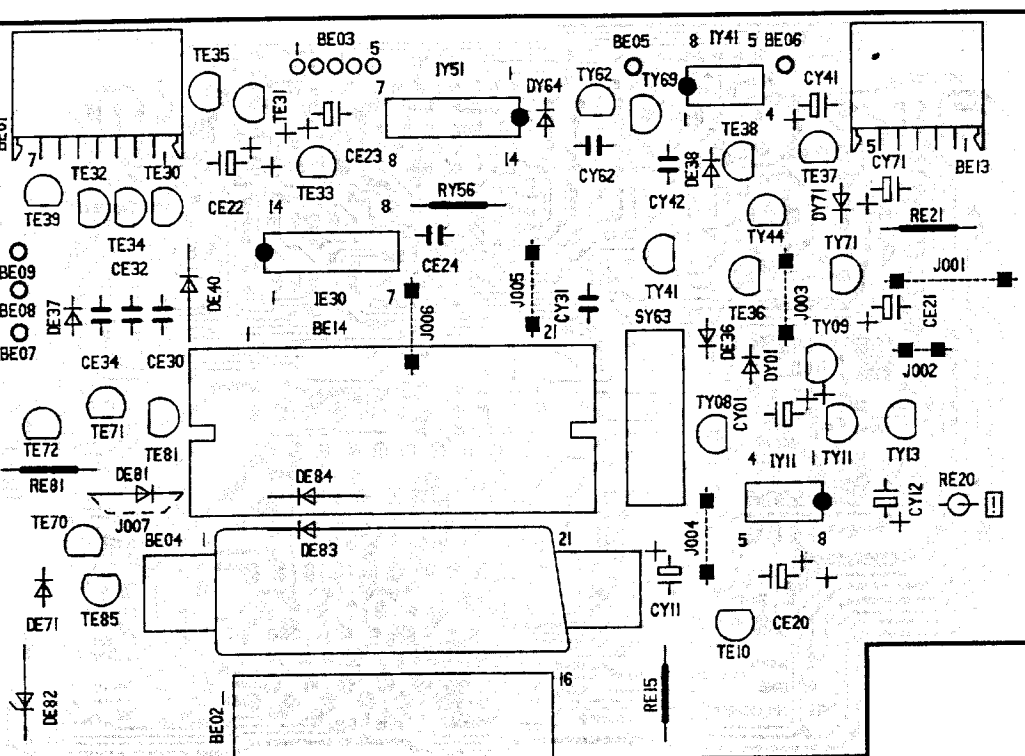 BE03
1 5
8 IY41 5
BE05
BE06
TE35
IY51
7 1
DY64
TY62
TY69
CY41
TE31
1 4
BE01
7
TE38
5 1
CE23
8 14
CY62
DE38
TE37
CY71
BE13
TE32
TE30
TE33
RY56
CY42
DY71
TE39
CE22
14 8
RE21
TE34
TY44
TY71
CE32
CE24
BE09
J005
TY41
J001
BE08
DE37
DE40
1
IE30
7
J006
CY31
TE36
J003
CE21
BE14
SY63
BE07
1
21
DE36
TY09
DY01
J002
CE34
CE30
TY08
CY01
TE71
TE72
TE81
4 IY11 1
TY11
TY13
DE81
DE84
RE81
RE20
CY12
J007
TE70
BE04
1
DE83
21
J004
5 8
DE71
TE85
CY11
CE20
TE10
16
DE82
BE02
1
RE15